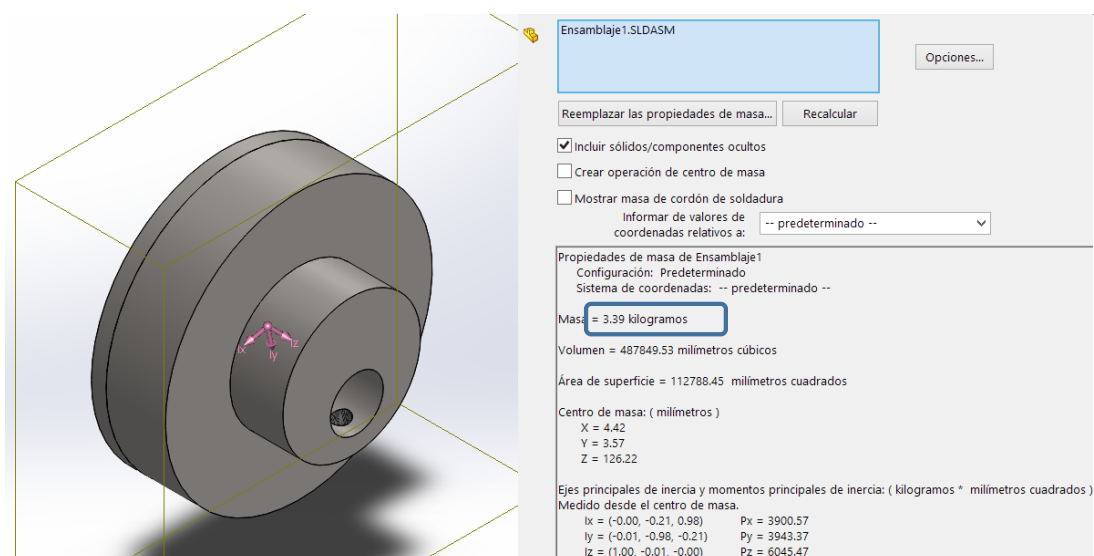 Ensamblaje1.SLDASM
Opciones...
Reemplazar las propiedades de masa...
Recalcular
Incluir sólidos/componentes ocultos
Crear operación de centro de masa
Mostrar masa de cordón de soldadura
Informar de valores de
coordenadas relativos a:
-- predeterminado --
Propiedades de masa de Ensamblaje1
Configuración: Predeterminado
Sistema de coordenadas: -- predeterminado --
Masa = 3.39 kilogramos
Volumen = 487849.53 milímetros cúbicos
Área de superficie = 112788.45 milímetros cuadrados
Centro de masa: ( milímetros )
X = 4.42
Y = 3.57
Z = 126.22
Ejes principales de inercia y momentos principales de inercia: ( kilogramos * milímetros cuadrados )
Medido desde el centro de masa.
Ix = (-0.00, -0.21, 0.98) Px = 3900.57
Iy = (-0.01, -0.98, -0.21) Py = 3943.37
Iz = (1.00, -0.01, -0.00) Pz = 6045.47
Ix
Iy
Iz